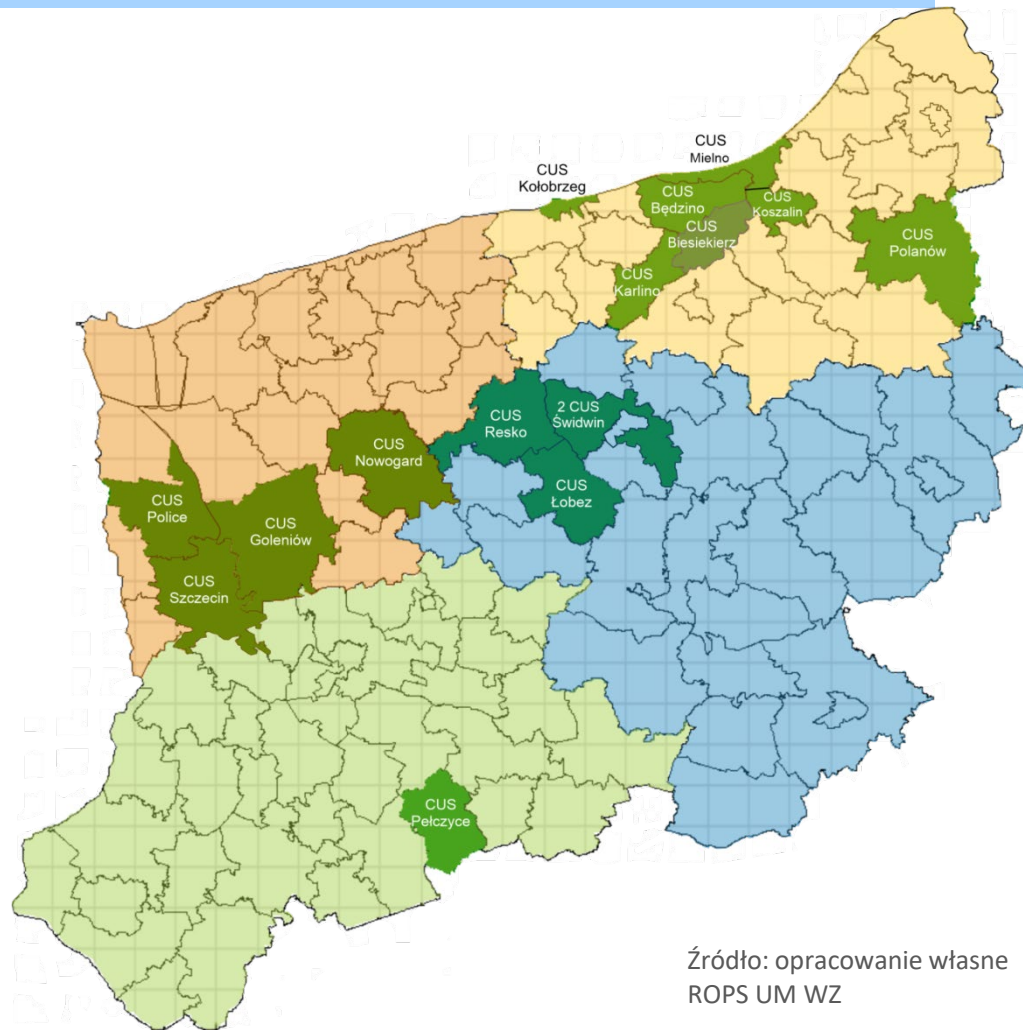 CUS
Mielno
CUS
Kołobrzeg
CUS
Będzino
CUS
Koszalin
CUS
Biesiekierz
CUS
Polanów
CUS
Karlino
CUS
Resko
2 CUS
Świdwin
CUS
Nowogard
CUS
Łobez
CUS
Police
CUS
Goleniów
CUS
Szczecin
CUS
Pełczyce
Źródło: opracowanie własne
ROPS UM WZ